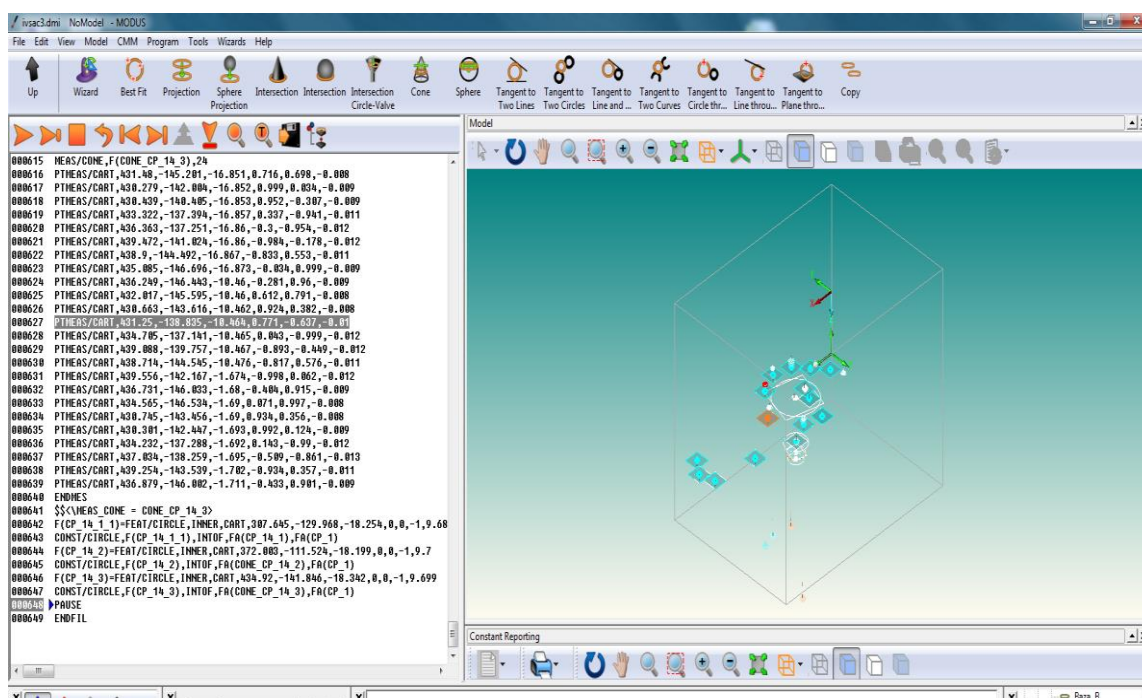 ivsac3.dmi NoModel - MODUS
File Edit View Model CMM Program Tools Wizards Help
Up Wizard Best Fit Projection Sphere Projection Intersection Intersection Intersection Circle-Valve Cone Sphere Tangent to Two Lines Tangent to Two Circles Tangent to Line and ... Tangent to Two Curves Tangent to Circle thr... Tangent to Line throu... Tangent to Plane thro... Copy
Model
000615 MEAS/CONE,F(CONE_CP_14_3),24
000616 PTMEAS/CART,431.48,-145.201,-16.851,0.716,0.698,-0.008
000617 PTMEAS/CART,430.279,-142.004,-16.852,0.999,0.034,-0.009
000618 PTMEAS/CART,430.439,-140.405,-16.853,0.952,-0.307,-0.009
000619 PTMEAS/CART,433.322,-137.394,-16.857,0.337,-0.941,-0.011
000620 PTMEAS/CART,436.363,-137.251,-16.86,-0.3,-0.954,-0.012
000621 PTMEAS/CART,439.472,-141.024,-16.86,-0.984,-0.178,-0.012
000622 PTMEAS/CART,438.9,-144.492,-16.867,-0.833,0.553,-0.011
000623 PTMEAS/CART,435.085,-146.696,-16.873,-0.034,0.999,-0.009
000624 PTMEAS/CART,436.249,-146.443,-10.46,-0.281,0.96,-0.009
000625 PTMEAS/CART,432.017,-145.595,-10.46,0.612,0.791,-0.008
000626 PTMEAS/CART,430.663,-143.616,-10.462,0.924,0.382,-0.008
000627 PTMEAS/CART,431.25,-138.835,-10.464,0.771,-0.637,-0.01
000628 PTMEAS/CART,434.705,-137.141,-10.465,0.043,-0.999,-0.012
000629 PTMEAS/CART,439.088,-139.757,-10.467,-0.893,-0.449,-0.012
000630 PTMEAS/CART,438.714,-144.545,-10.476,-0.817,0.576,-0.011
000631 PTMEAS/CART,439.556,-142.167,-1.674,-0.998,0.062,-0.012
000632 PTMEAS/CART,436.731,-146.033,-1.68,-0.404,0.915,-0.009
000633 PTMEAS/CART,434.565,-146.534,-1.69,0.071,0.997,-0.008
000634 PTMEAS/CART,430.745,-143.456,-1.69,0.934,0.356,-0.008
000635 PTMEAS/CART,430.301,-142.447,-1.693,0.992,0.124,-0.009
000636 PTMEAS/CART,434.232,-137.288,-1.692,0.143,-0.99,-0.012
000637 PTMEAS/CART,437.034,-138.259,-1.695,-0.509,-0.861,-0.013
000638 PTMEAS/CART,439.254,-143.539,-1.702,-0.934,0.357,-0.011
000639 PTMEAS/CART,436.879,-146.002,-1.711,-0.433,0.901,-0.009
000640 ENDMES
000641 $$<\MEAS_CONE = CONE_CP_14_3>
000642 F(CP_14_1_1)=FEAT/CIRCLE,INNER,CART,307.645,-129.968,-18.254,0,0,-1,9.68
000643 CONST/CIRCLE,F(CP_14_1_1),INTOF,FA(CP_14_1),FA(CP_1)
000644 F(CP_14_2)=FEAT/CIRCLE,INNER,CART,372.003,-111.524,-18.199,0,0,-1,9.7
000645 CONST/CIRCLE,F(CP_14_2),INTOF,FA(CONE_CP_14_2),FA(CP_1)
000646 F(CP_14_3)=FEAT/CIRCLE,INNER,CART,434.92,-141.846,-18.342,0,0,-1,9.699
000647 CONST/CIRCLE,F(CP_14_3),INTOF,FA(CONE_CP_14_3),FA(CP_1)
000648 PAUSE
000649 ENDFIL
Constant Reporting